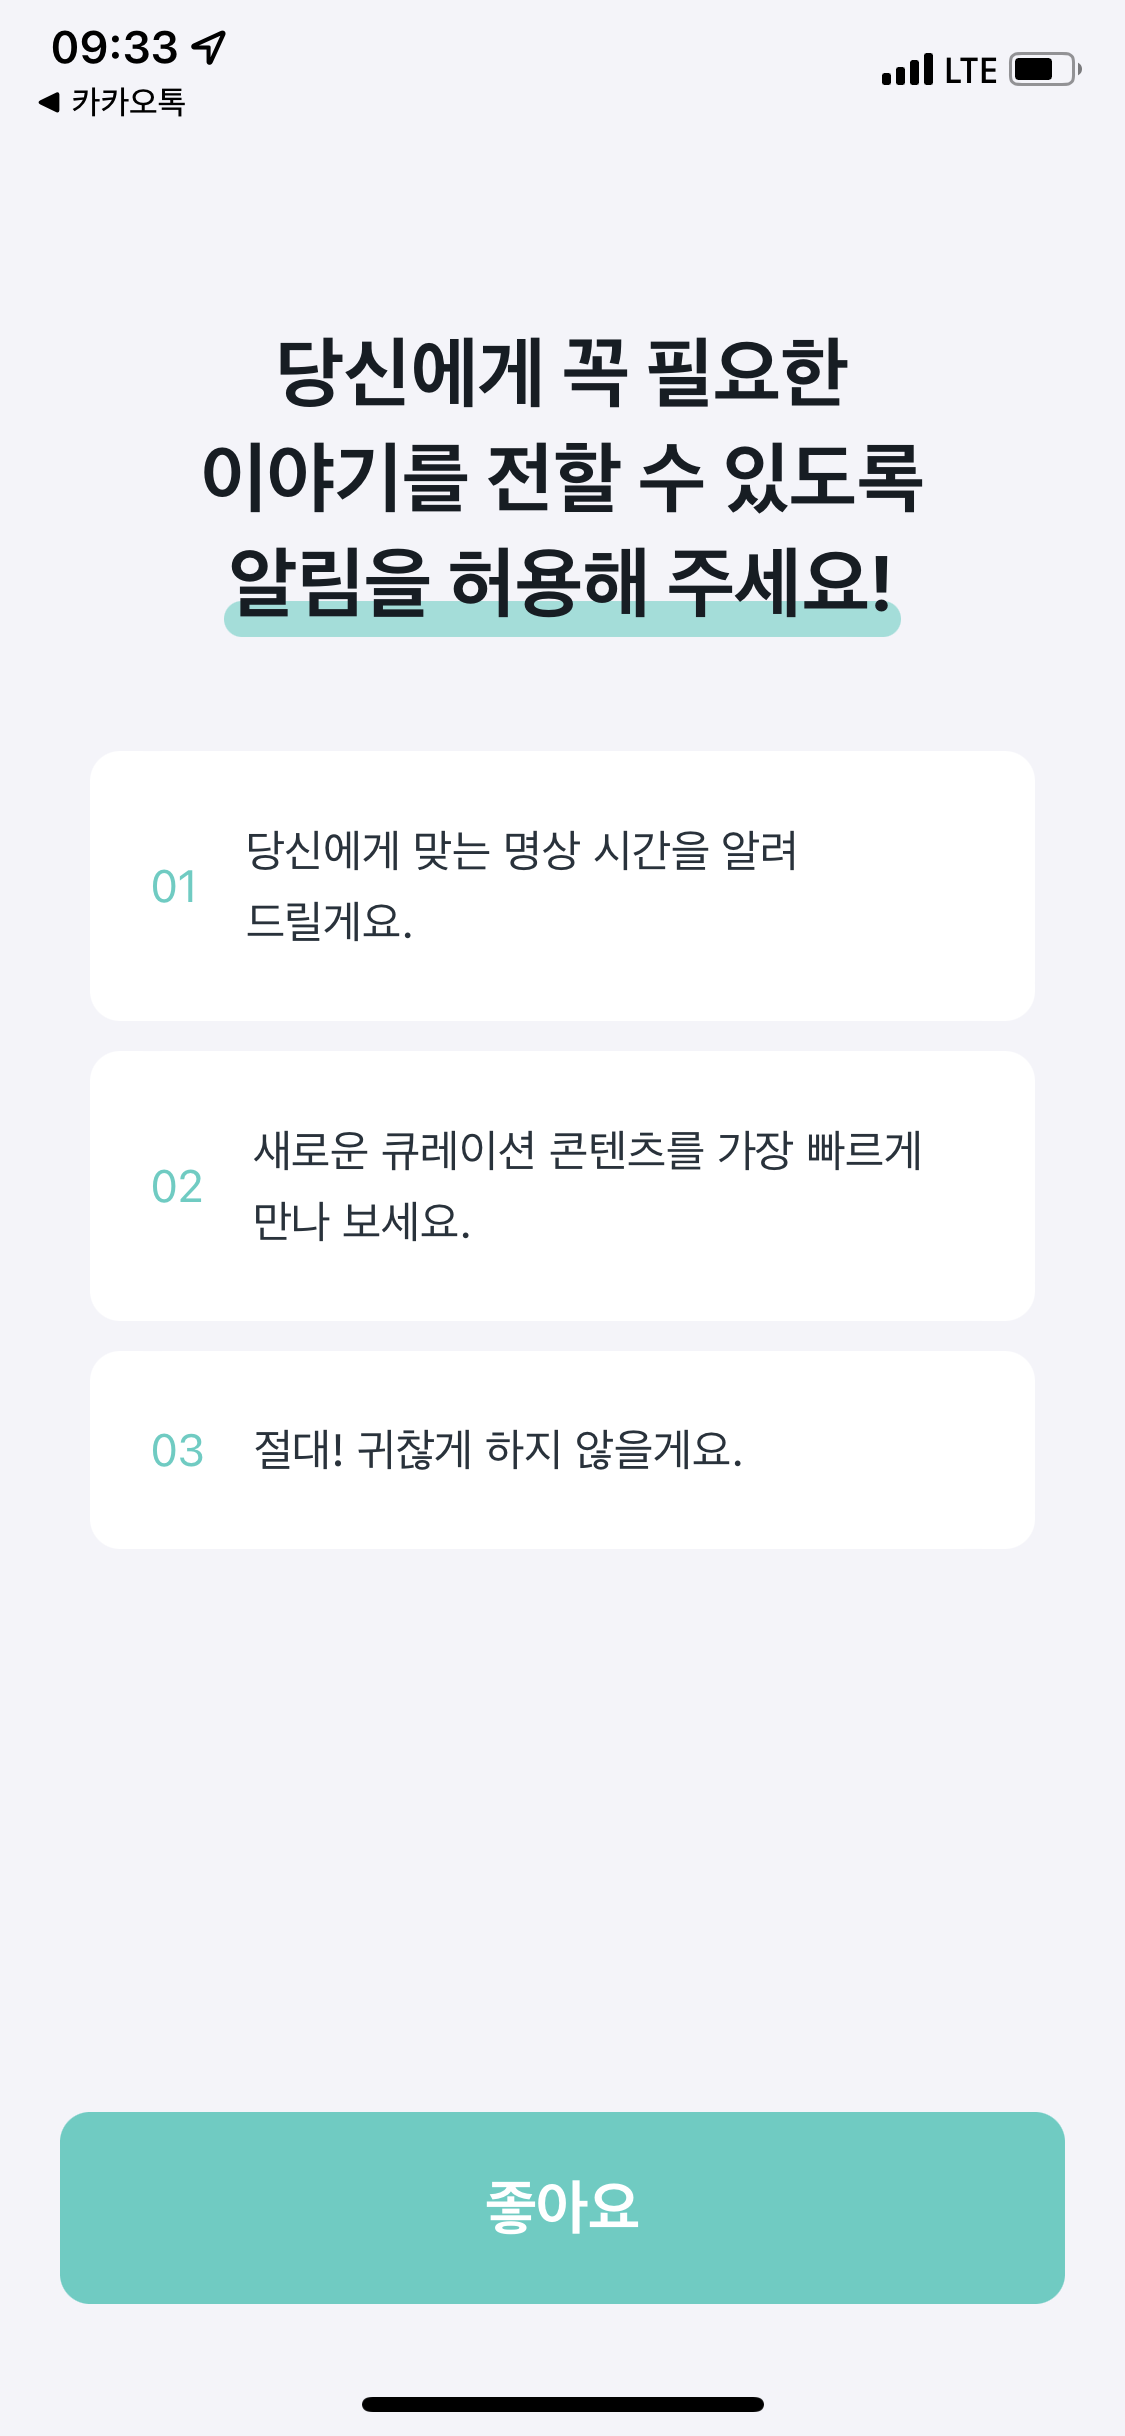 09:33
LTE
카카오톡
당신에게 꼭 필요한
이야기를 전할 수 있도록
알림을 허용해 주세요!
01
당신에게 맞는 명상 시간을 알려
드릴게요.
02
새로운 큐레이션 콘텐츠를 가장 빠르게
만나 보세요.
03
절대! 귀찮게 하지 않을게요.
좋아요